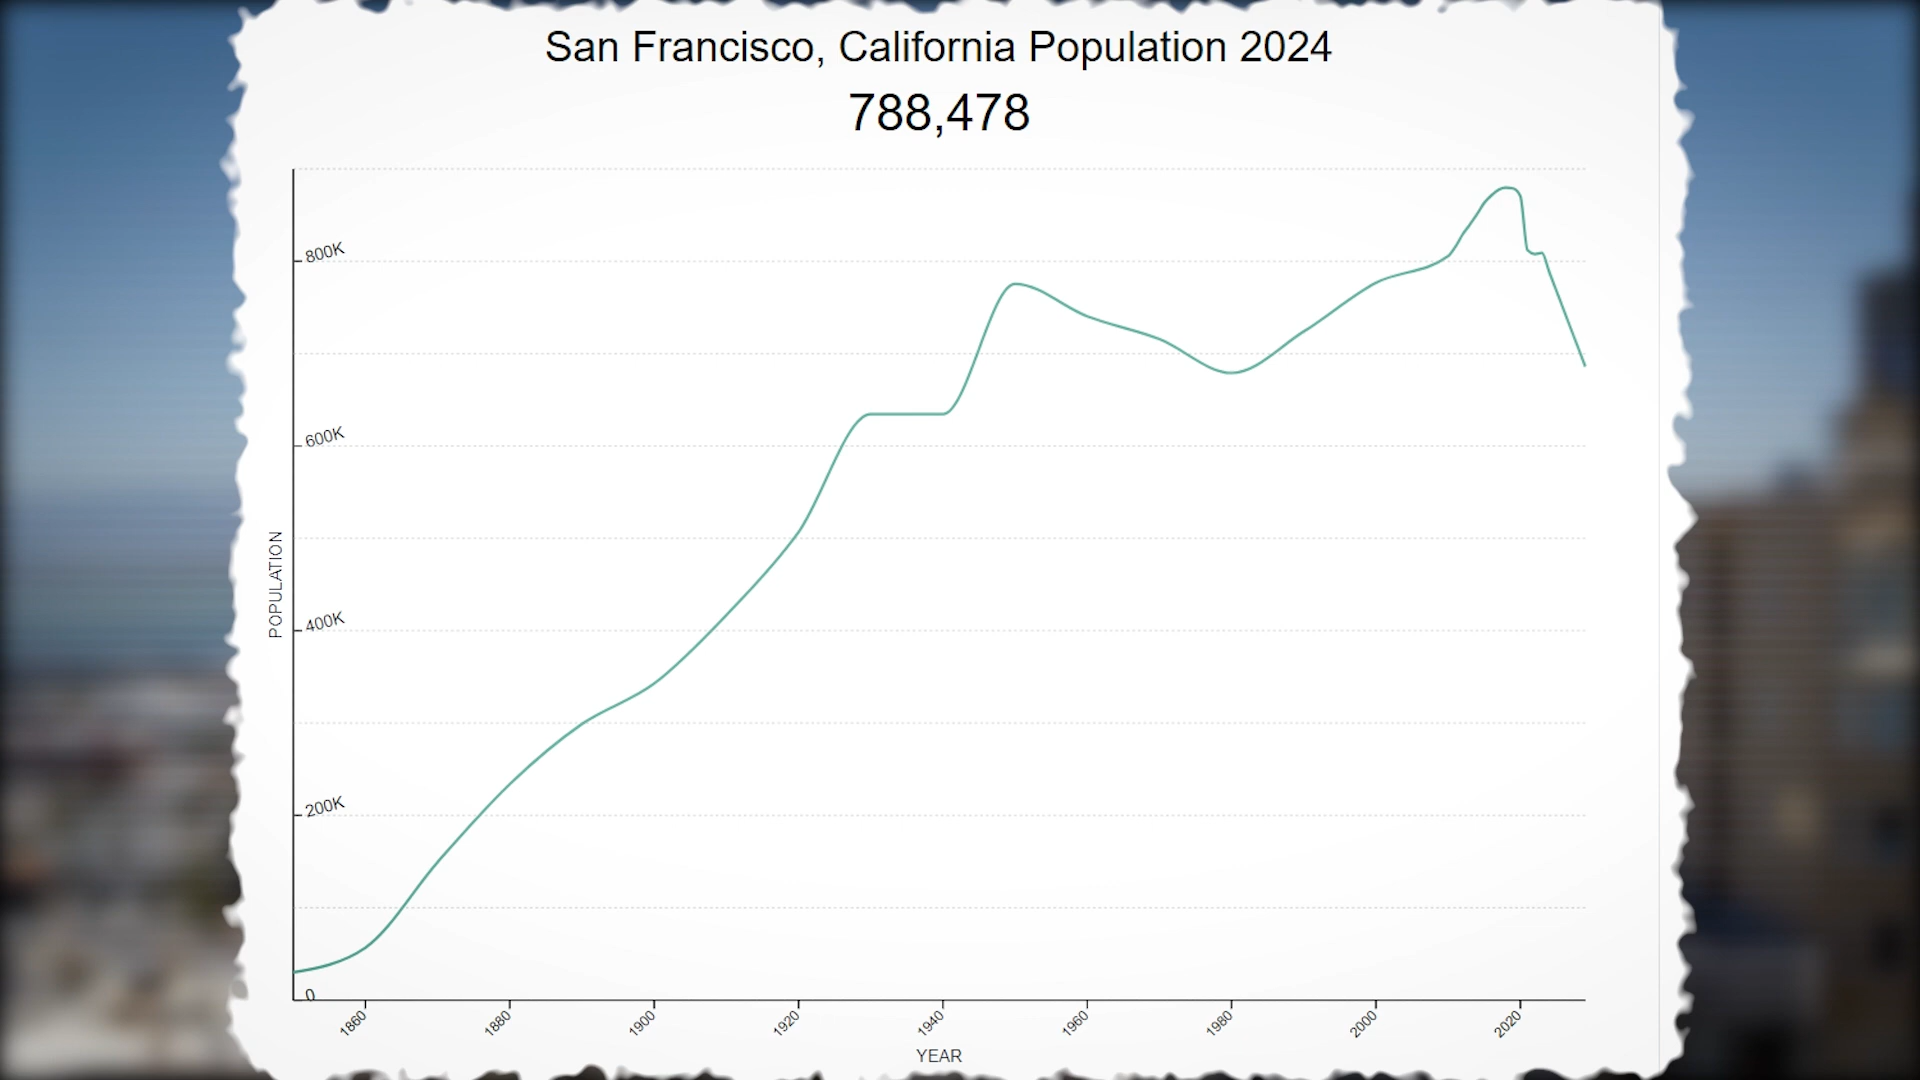 San Francisco, California Population 2024
788,478
800K
600K
400K
200K
0
POPULATION
1860
1880
1900
1920
1940
1960
1980
2000
2020
YEAR